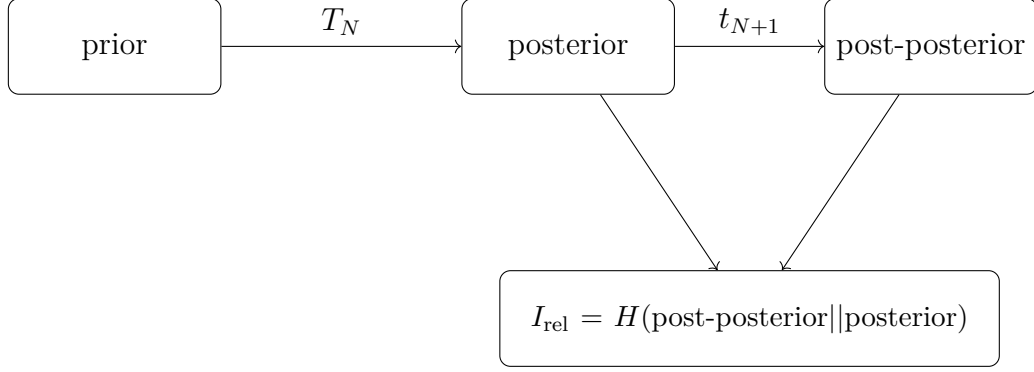 prior
T_N
posterior
t_{N+1}
post-posterior
I_rel = H(post-posterior||posterior)